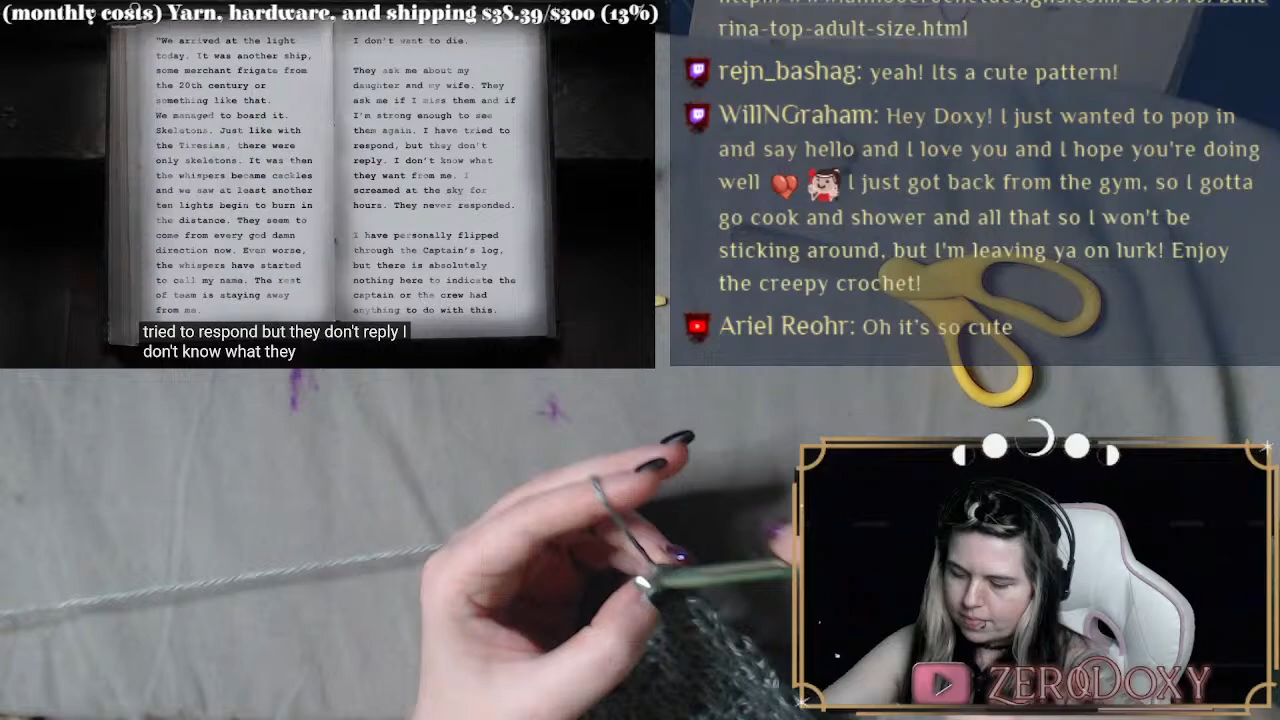 (monthly costs) Yarn, hardware, and shipping $38.39/$300 (13%)
"We arrived at the light
today. It was another ship,
some merchant frigate from
the 20th century or
something like that.
We managed to board it.
Skeletons. Just like with
the Tiresias, there were
only skeletons. It was then
the whispers became cackles
and we saw at least another
ten lights begin to burn in
the distance. They seem to
come from every god damn
direction now. Even worse,
the whispers have started
to call my name. The rest
of team is staying away
from me.
I don't want to die.
They ask me about my
daughter and my wife. They
ask me if I miss them and if
I'm strong enough to see
them again. I have tried to
respond, but they don't
reply. I don't know what
they want from me. I
screamed at the sky for
hours. They never responded.
I have personally flipped
through the Captain's log,
but there is absolutely
nothing here to indicate the
captain or the crew had
anything to do with this.
tried to respond but they don't reply I
don't know what they
rina-top-adult-size.html
rejn_bashag: yeah! Its a cute pattern!
WillNGraham: Hey Doxy! I just wanted to pop in
and say hello and I love you and I hope you're doing
well I just got back from the gym, so I gotta
go cook and shower and all that so I won't be
sticking around, but I'm leaving ya on lurk! Enjoy
the creepy crochet!
Ariel Reohr: Oh it's so cute
ZERODOXY